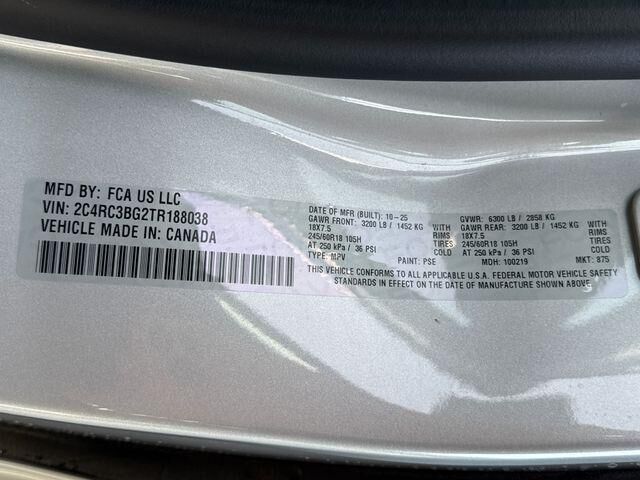 MFD BY: FCA US LLC
VIN: 2C4RC3BG2TR188038
VEHICLE MADE IN: CANADA
DATE OF MFR (BUILT): 10-25 GVWR: 6300 LB / 2858 KG
GAWR FRONT: 3200 LB / 1452 KG WITH GAWR REAR: 3200 LB / 1452 KG WITH
18X7.5 RIMS 18X7.5 RIMS
245/60R18 105H TIRES 245/60R18 105H TIRES
AT 250 kPa / 36 PSI COLD AT 250 kPa / 36 PSI COLD
TYPE: MPV PAINT: PSE MDH: 100219 MKT: 875
THIS VEHICLE CONFORMS TO ALL APPLICABLE U.S.A. FEDERAL MOTOR VEHICLE SAFETY
STANDARDS IN EFFECT ON THE DATE OF MANUFACTURE SHOWN ABOVE